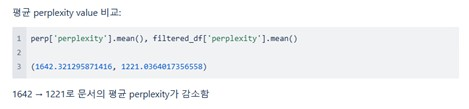 평균 perplexity value 비교:
1 perp['perplexity'].mean(), filtered_df['perplexity'].mean()
2
3 (1642.321295871416, 1221.0364017356558)
1642 → 1221로 문서의 평균 perplexity가 감소함